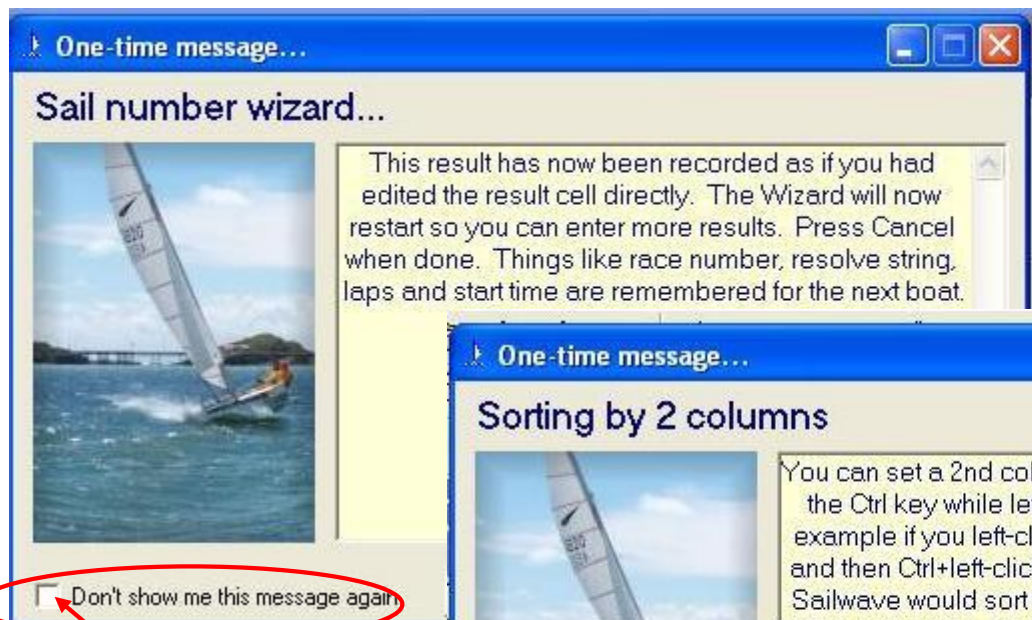 One-time message...
Sail number wizard...
This result has now been recorded as if you had
edited the result cell directly. The Wizard will now
restart so you can enter more results. Press Cancel
when done. Things like race number, resolve string,
laps and start time are remembered for the next boat.
Don't show me this message again
One-time message...
Sorting by 2 columns
You can set a 2nd col
the Ctrl key while le
example if you left-cl
and then Ctrl+left-clic
Sailwave would sort